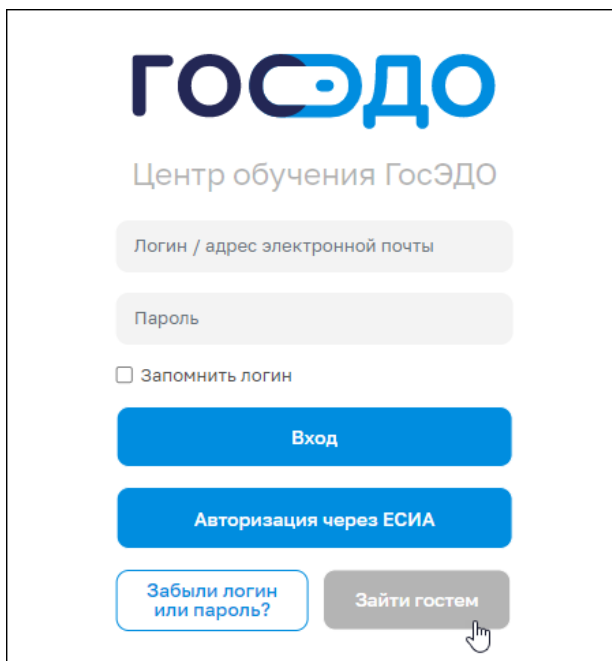 ГОСЭДО
Центр обучения ГосЭДО
Логин / адрес электронной почты
Пароль
Запомнить логин
Вход
Авторизация через ЕСИА
Забыли логин
или пароль?
Зайти гостем